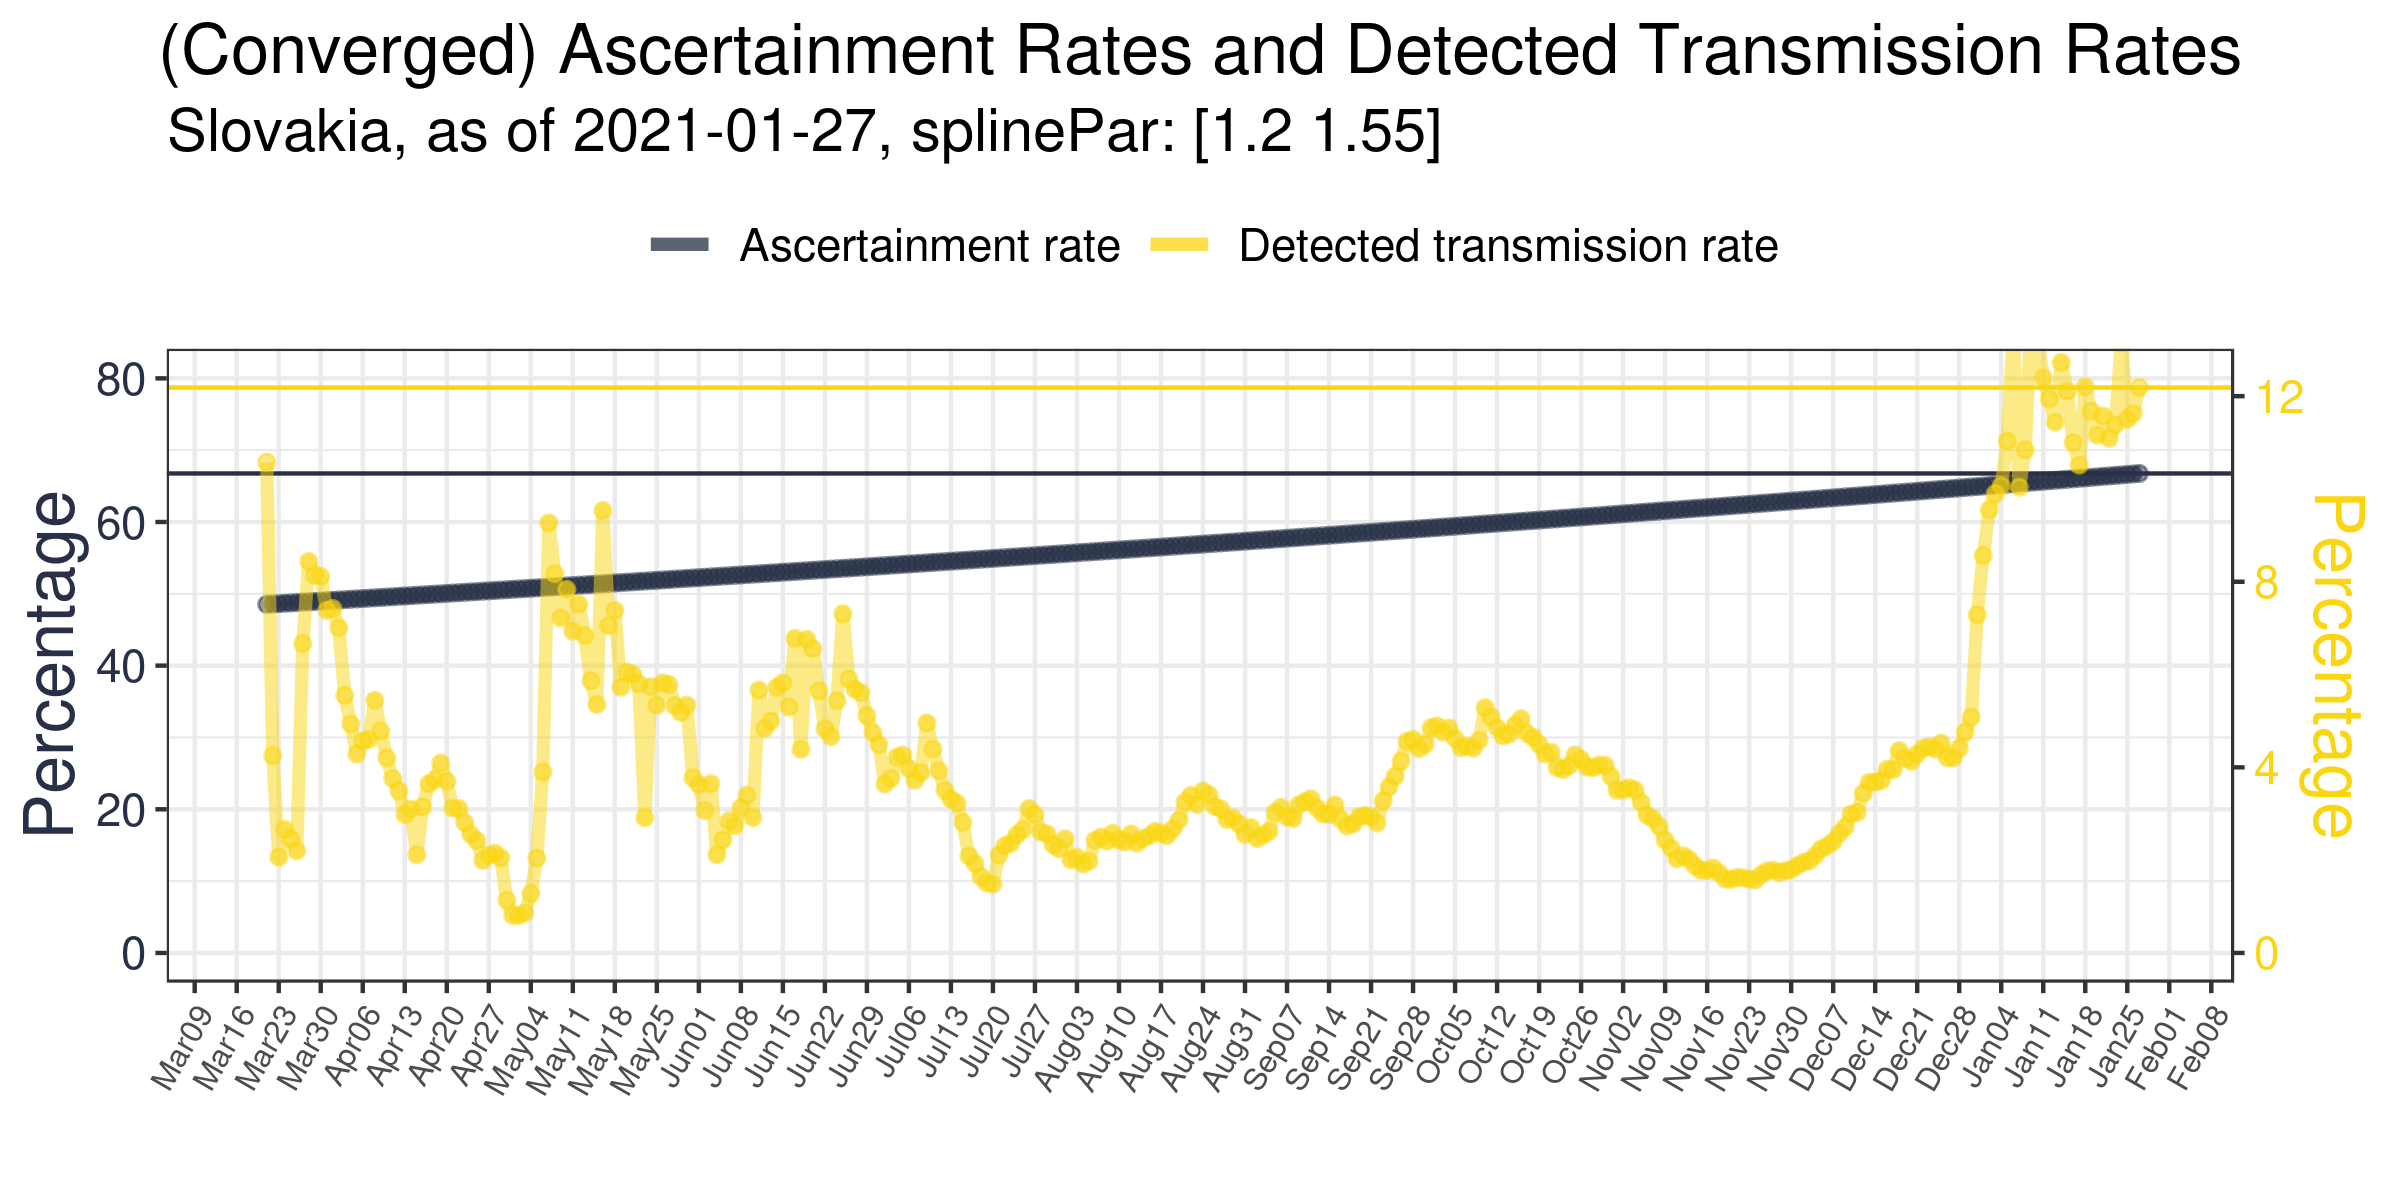 (Converged) Ascertainment Rates and Detected Transmission Rates
Slovakia, as of 2021-01-27, splinePar: [1.2 1.55]
Ascertainment rate
Detected transmission rate
Percentage
80
60
40
20
0
12
8
4
0
Percentage
Mar09
Mar16
Mar23
Mar30
Apr06
Apr13
Apr20
Apr27
May04
May11
May18
May25
Jun01
Jun08
Jun15
Jun22
Jun29
Jul06
Jul13
Jul20
Jul27
Aug03
Aug10
Aug17
Aug24
Aug31
Sep07
Sep14
Sep21
Sep28
Oct05
Oct12
Oct19
Oct26
Nov02
Nov09
Nov16
Nov23
Nov30
Dec07
Dec14
Dec21
Dec28
Jan04
Jan11
Jan18
Jan25
Feb01
Feb08